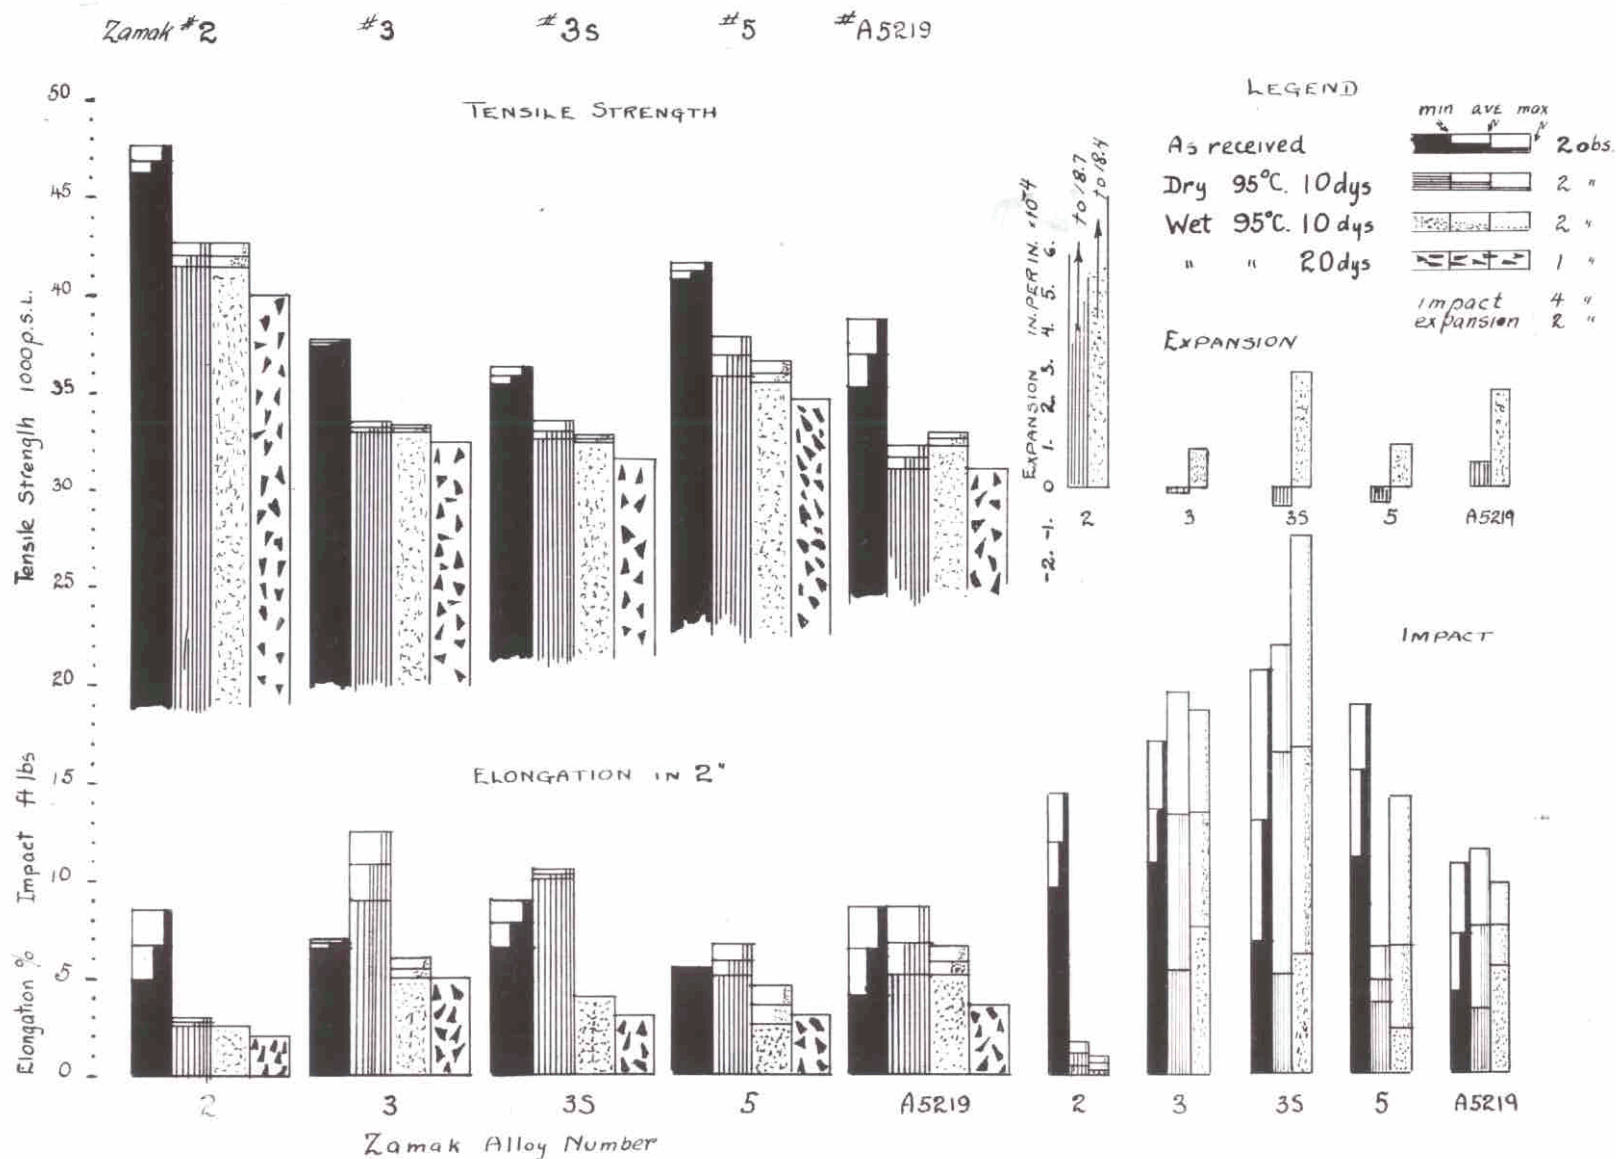 Zamak #2 #3 #3S #5 #A5219
TENSILE STRENGTH
LEGEND
min ave max
As received 2 obs.
Dry 95°C. 10 dys 2 "
Wet 95°C. 10 dys 2 "
" " 20 dys 1 "
impact 4 "
expansion 2 "
50
45
40
35
30
25
20
15
10
5
0
Tensile Strength 1000 p.s.i.
Impact ft lbs
Elongation %
EXPANSION IN. PER IN. x10-4
to 18.7
to 18.4
6.
5.
4.
3.
2.
1.
0
-1.
-2.
EXPANSION
2 3 3S 5 A5219
IMPACT
ELONGATION IN 2"
2 3 3S 5 A5219 2 3 3S 5 A5219
Zamak Alloy Number